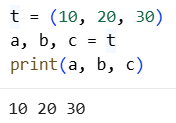 t = (10, 20, 30)
a, b, c = t
print(a, b, c)
10 20 30